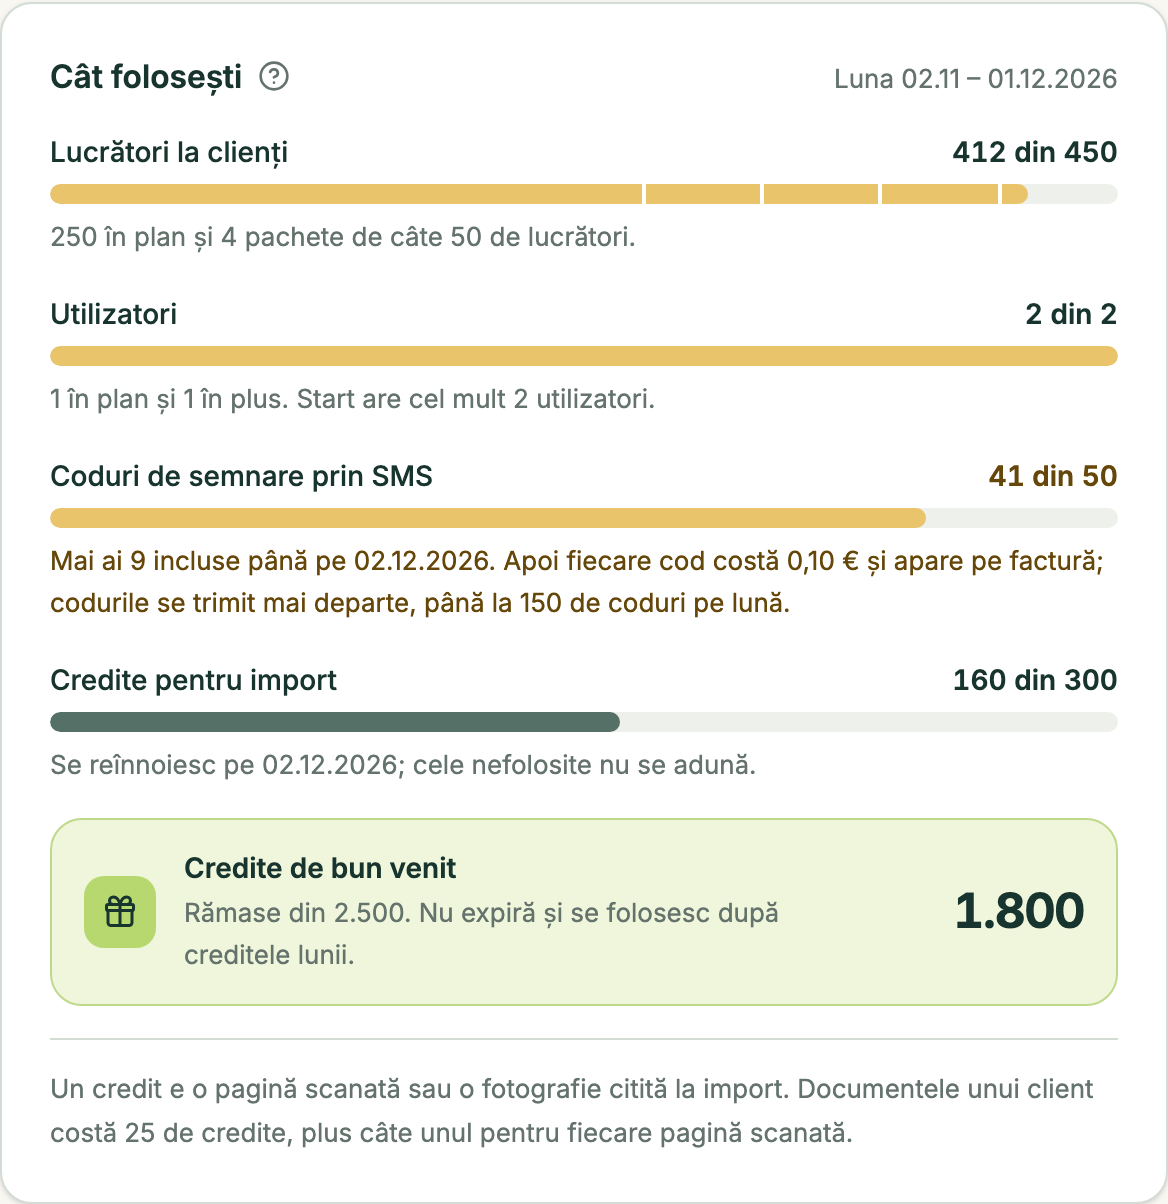 Cât folosești
Luna 02.11 – 01.12.2026
Lucrători la clienți
412 din 450
250 în plan și 4 pachete de câte 50 de lucrători.
Utilizatori
2 din 2
1 în plan și 1 în plus. Start are cel mult 2 utilizatori.
Coduri de semnare prin SMS
41 din 50
Mai ai 9 incluse până pe 02.12.2026. Apoi fiecare cod costă 0,10 € și apare pe factură;
codurile se trimit mai departe, până la 150 de coduri pe lună.
Credite pentru import
160 din 300
Se reînnoiesc pe 02.12.2026; cele nefolosite nu se adună.
Credite de bun venit
Rămase din 2.500. Nu expiră și se folosesc după
creditele lunii.
1.800
Un credit e o pagină scanată sau o fotografie citită la import. Documentele unui client
costă 25 de credite, plus câte unul pentru fiecare pagină scanată.